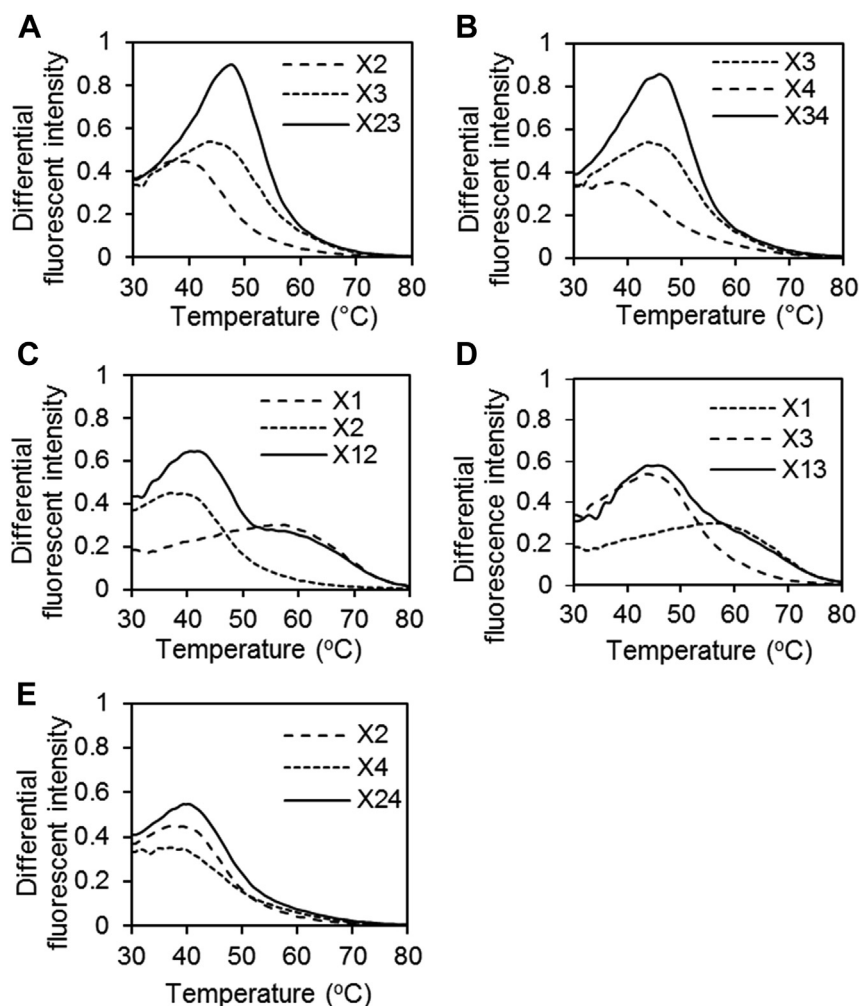 A
Differential
fluorescent intensity
1
0.8
0.6
0.4
0.2
0
X2
X3
X23
30 40 50 60 70 80
Temperature (°C)
B
Differential
fluorescent intensity
1
0.8
0.6
0.4
0.2
0
X3
X4
X34
30 40 50 60 70 80
Temperature (°C)
C
Differential
fluorescent intensity
1
0.8
0.6
0.4
0.2
0
X1
X2
X12
30 40 50 60 70 80
Temperature (ºC)
D
Differential
fluorescence intensity
1
0.8
0.6
0.4
0.2
0
X1
X3
X13
30 40 50 60 70 80
Temperature (ºC)
E
Differential
fluorescent intensity
1
0.8
0.6
0.4
0.2
0
X2
X4
X24
30 40 50 60 70 80
Temperature (ºC)